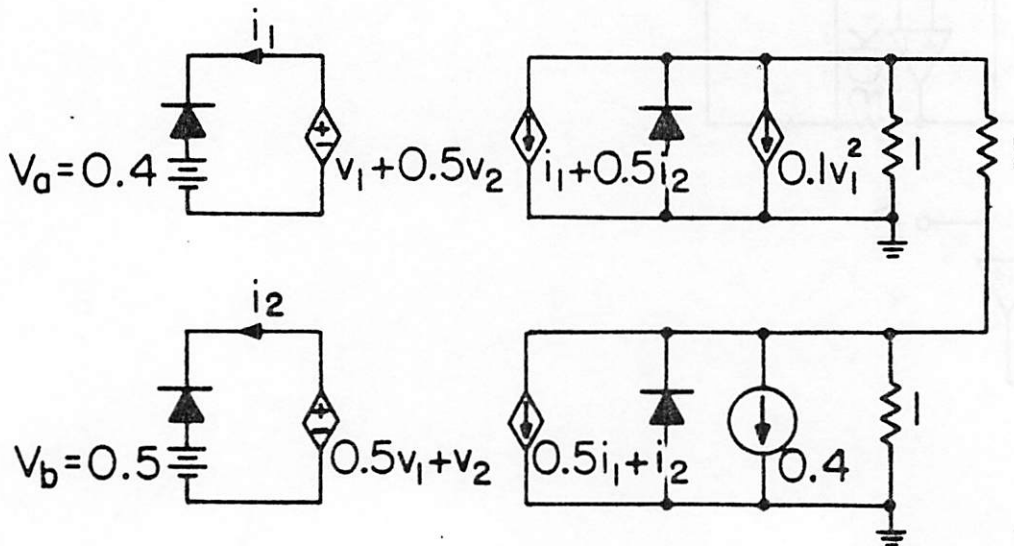 i₁
Vₐ=0.4
v₁+0.5v₂
i₁+0.5i₂
0.1v₁²
1
i₂
V_b=0.5
0.5v₁+v₂
0.5i₁+i₂
0.4
1